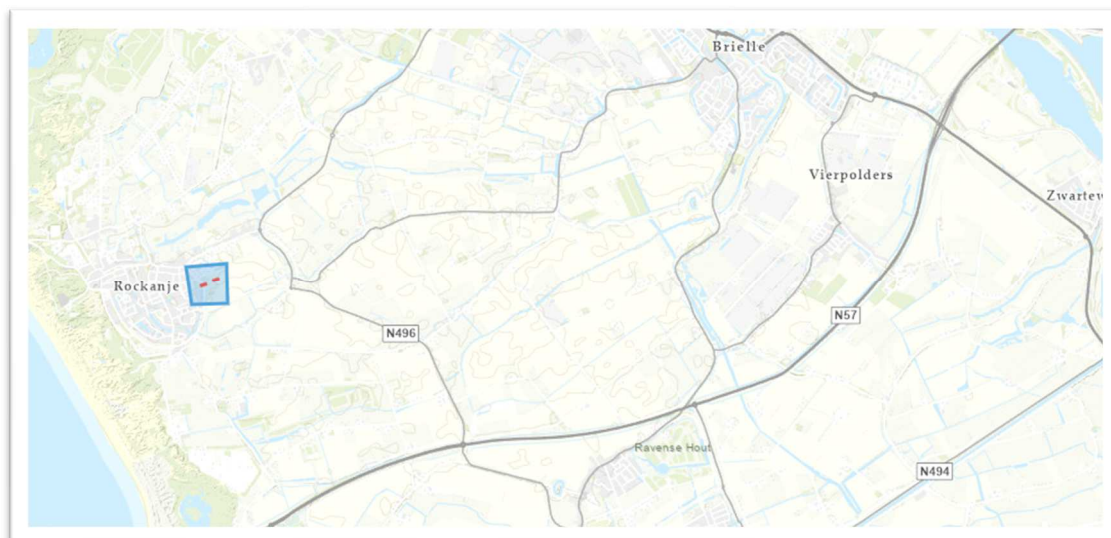 Brielle
Vierpolders
Zwartew
Rockanje
N57
N496
Ravense Hout
N494